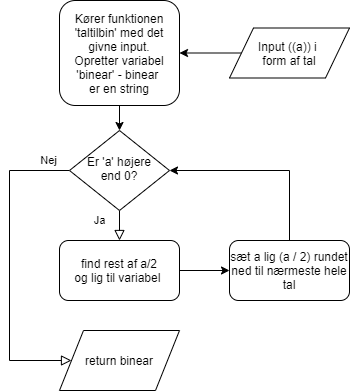 Kører funktionen
'taltilbin' med det
givne input.
Opretter variabel
'binear' - binear
er en string
Input ((a)) i
form af tal
Er 'a' højere
end 0?
Nej
Ja
find rest af a/2
og lig til variabel
sæt a lig (a / 2) rundet
ned til nærmeste hele
tal
return binear